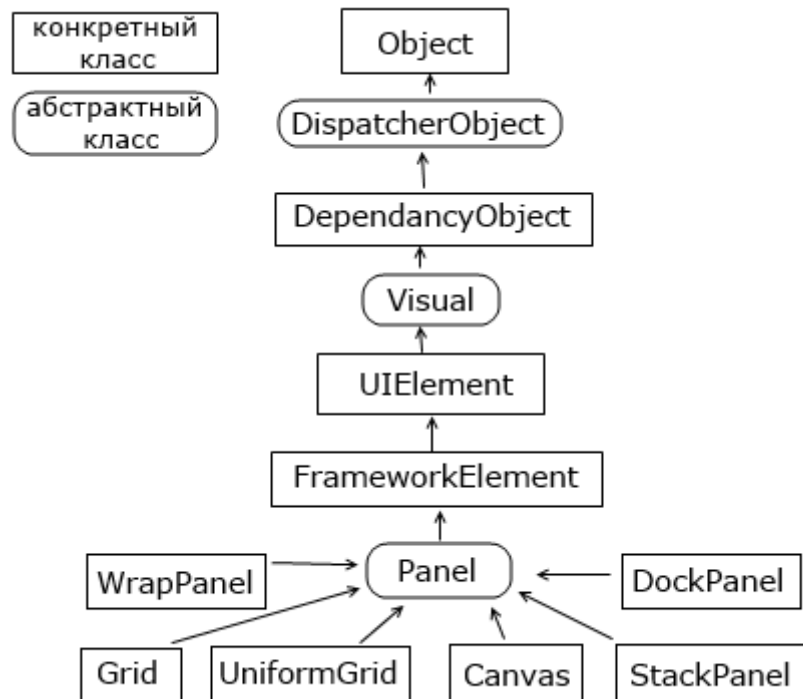 конкретный
класс
Object
абстрактный
класс
DispatcherObject
DependancyObject
Visual
UIElement
FrameworkElement
WrapPanel
Panel
DockPanel
Grid
UniformGrid
Canvas
StackPanel